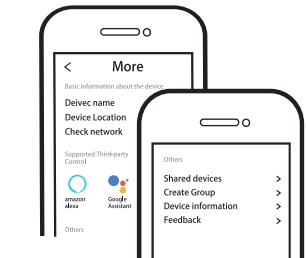 < More
Basic information about the device
Deivec name
Device Location
Check network
Supported Third-party
Control
amazon
alexa
Google
Assistant
Others
Others
Shared devices >
Create Group >
Device information >
Feedback >